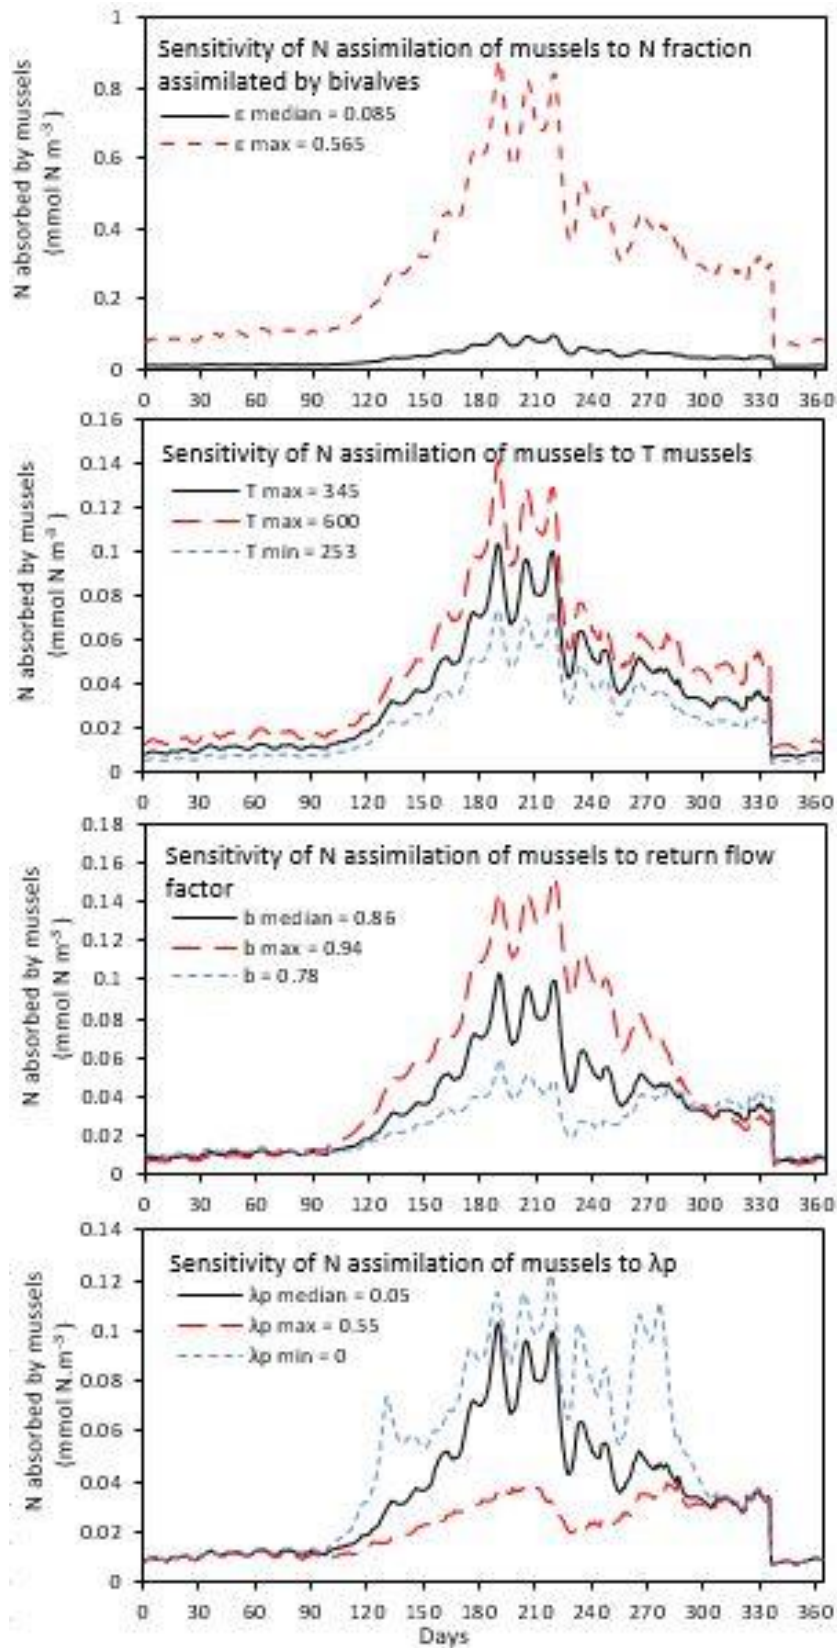 Sensitivity of N assimilation of mussels to N fraction
assimilated by bivalves
ε median = 0.085
ε max = 0.565
N absorbed by mussels
(mmol N m⁻³)
1
0.8
0.6
0.4
0.2
0
0 30 60 90 120 150 180 210 240 270 300 330 360
Sensitivity of N assimilation of mussels to T mussels
T max = 345
T max = 600
T min = 253
N absorbed by mussels
(mmol N m⁻³)
0.16
0.14
0.12
0.1
0.08
0.06
0.04
0.02
0
0 30 60 90 120 150 180 210 240 270 300 330 360
Sensitivity of N assimilation of mussels to return flow
factor
b median = 0.86
b max = 0.94
b = 0.78
N absorbed by mussels
(mmol N m⁻³)
0.18
0.16
0.14
0.12
0.1
0.08
0.06
0.04
0.02
0
0 30 60 90 120 150 180 210 240 270 300 330 360
Sensitivity of N assimilation of mussels to λp
λp median = 0.05
λp max = 0.55
λp min = 0
N absorbed by mussels
(mmol N.m⁻³)
0.14
0.12
0.1
0.08
0.06
0.04
0.02
0
0 30 60 90 120 150 180 210 240 270 300 330 360
Days